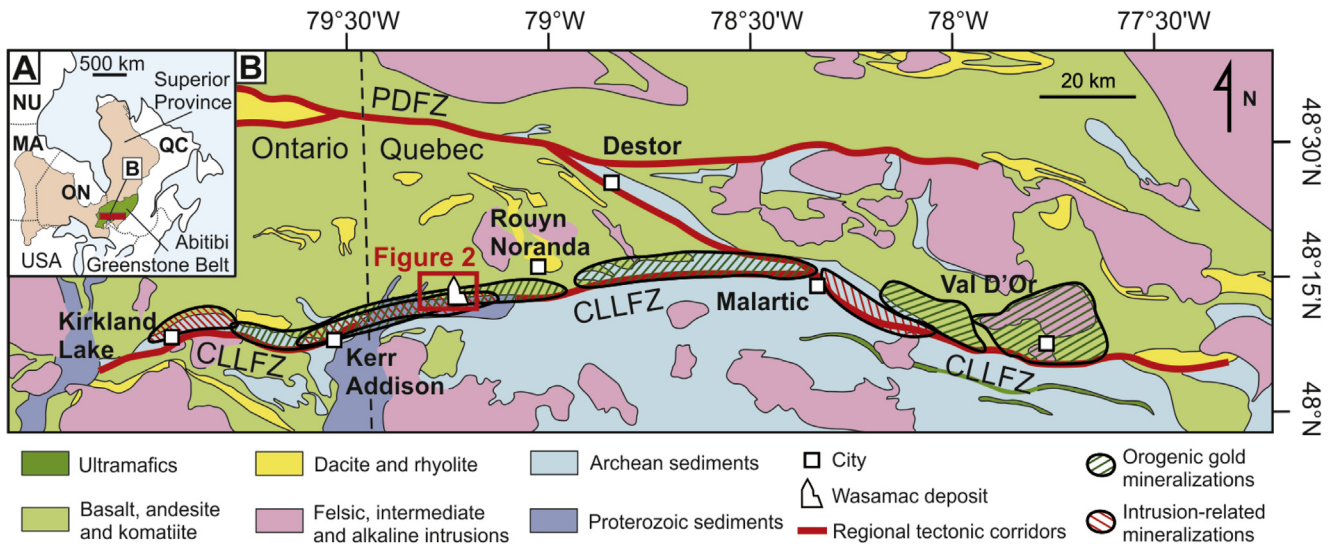 79°30'W
79°W
78°30'W
78°W
77°30'W
A
500 km
Superior
Province
NU
MA
QC
ON
B
Abitibi
Greenstone Belt
USA
B
20 km
N
PDFZ
Ontario
Quebec
Destor
Rouyn
Noranda
Figure 2
CLLFZ
Malartic
Val D'Or
Kirkland
Lake
CLLFZ
Kerr
Addison
CLLFZ
48°30'N
48°15'N
48°N
Ultramafics
Basalt, andesite
and komatiite
Dacite and rhyolite
Felsic, intermediate
and alkaline intrusions
Archean sediments
Proterozoic sediments
City
Wasamac deposit
Regional tectonic corridors
Orogenic gold
mineralizations
Intrusion-related
mineralizations